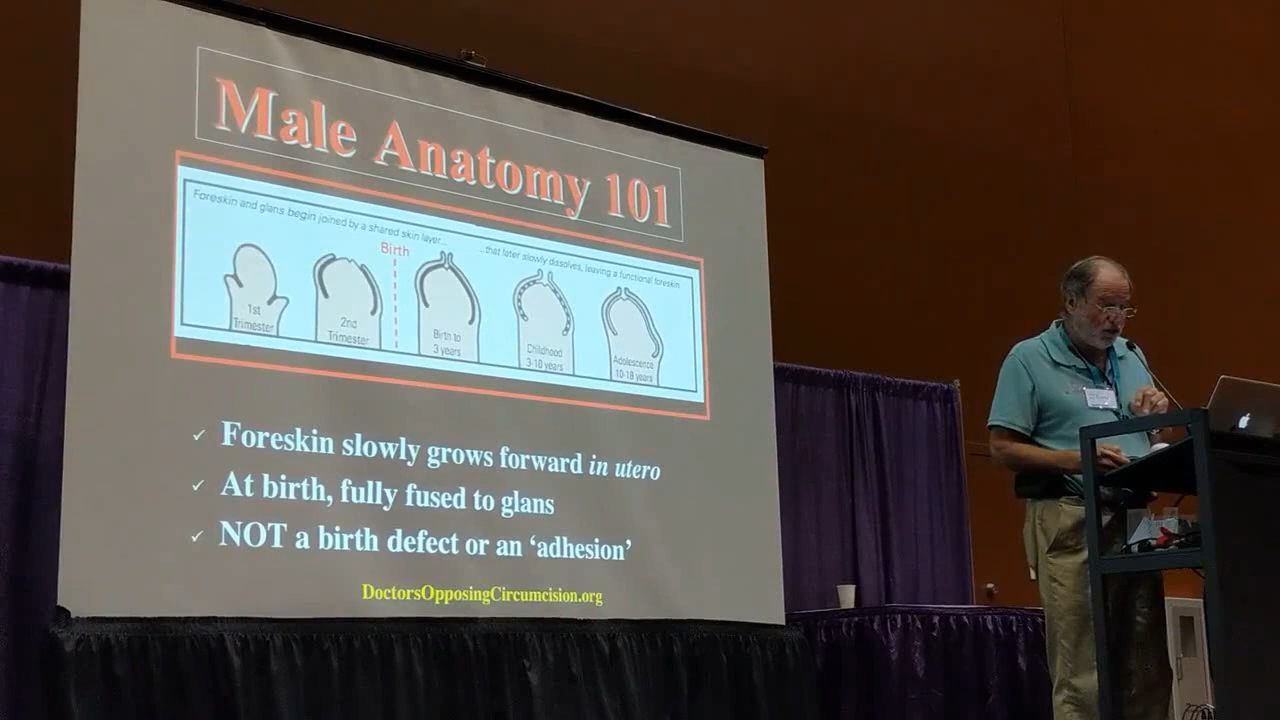 Male Anatomy 101
Foreskin and glans begin joined by a shared skin layer...
...that later slowly dissolves, leaving a functional foreskin
Birth
1st
Trimester
2nd
Trimester
Birth to
3 years
Childhood
3-10 years
Adolescence
10-18 years
✓ Foreskin slowly grows forward in utero
✓ At birth, fully fused to glans
✓ NOT a birth defect or an ‘adhesion’
DoctorsOpposingCircumcision.org